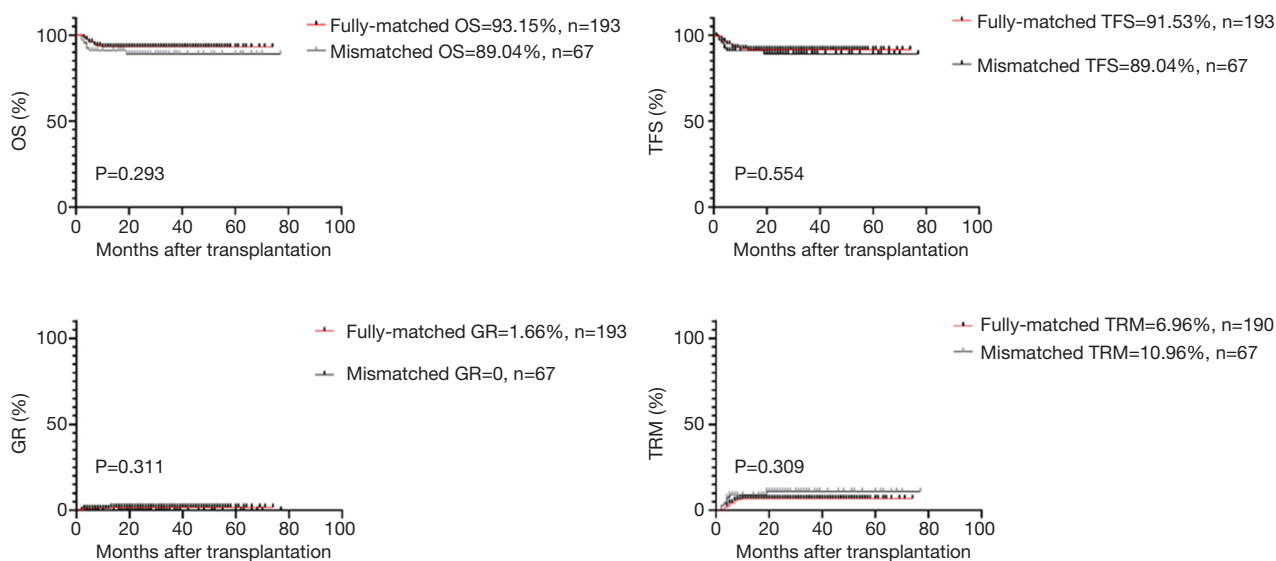 Fully-matched OS=93.15%, n=193
Mismatched OS=89.04%, n=67
100
50
0
OS (%)
P=0.293
0 20 40 60 80 100
Months after transplantation
Fully-matched TFS=91.53%, n=193
Mismatched TFS=89.04%, n=67
100
50
0
TFS (%)
P=0.554
0 20 40 60 80 100
Months after transplantation
Fully-matched GR=1.66%, n=193
Mismatched GR=0, n=67
100
50
0
GR (%)
P=0.311
0 20 40 60 80 100
Months after transplantation
Fully-matched TRM=6.96%, n=190
Mismatched TRM=10.96%, n=67
100
50
0
TRM (%)
P=0.309
0 20 40 60 80 100
Months after transplantation